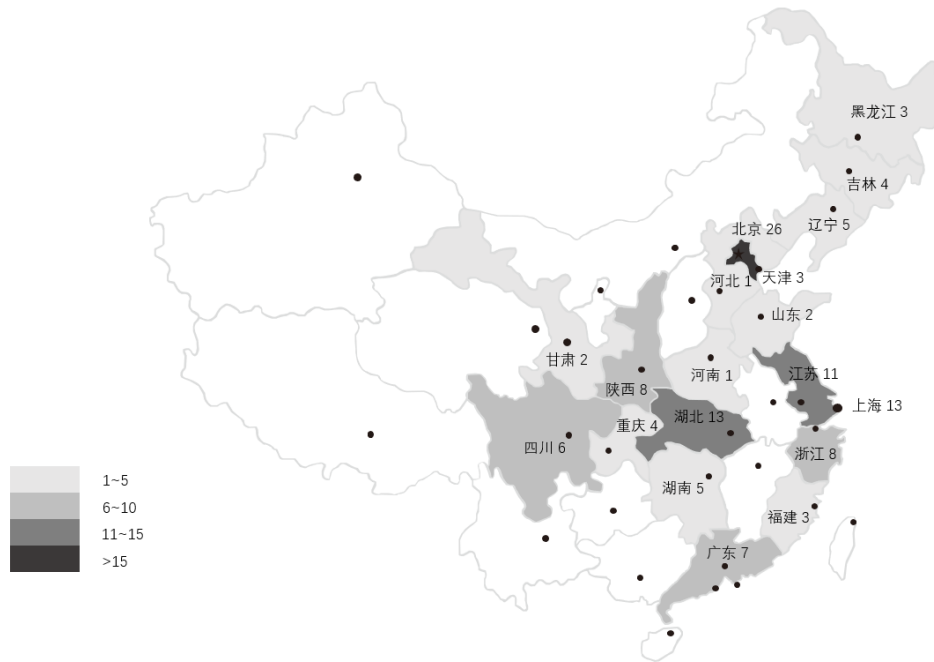 黑龙江 3
吉林 4
辽宁 5
北京 26
天津 3
河北 1
山东 2
甘肃 2
陕西 8
河南 1
江苏 11
上海 13
湖北 13
重庆 4
四川 6
浙江 8
湖南 5
福建 3
广东 7
1~5
6~10
11~15
>15